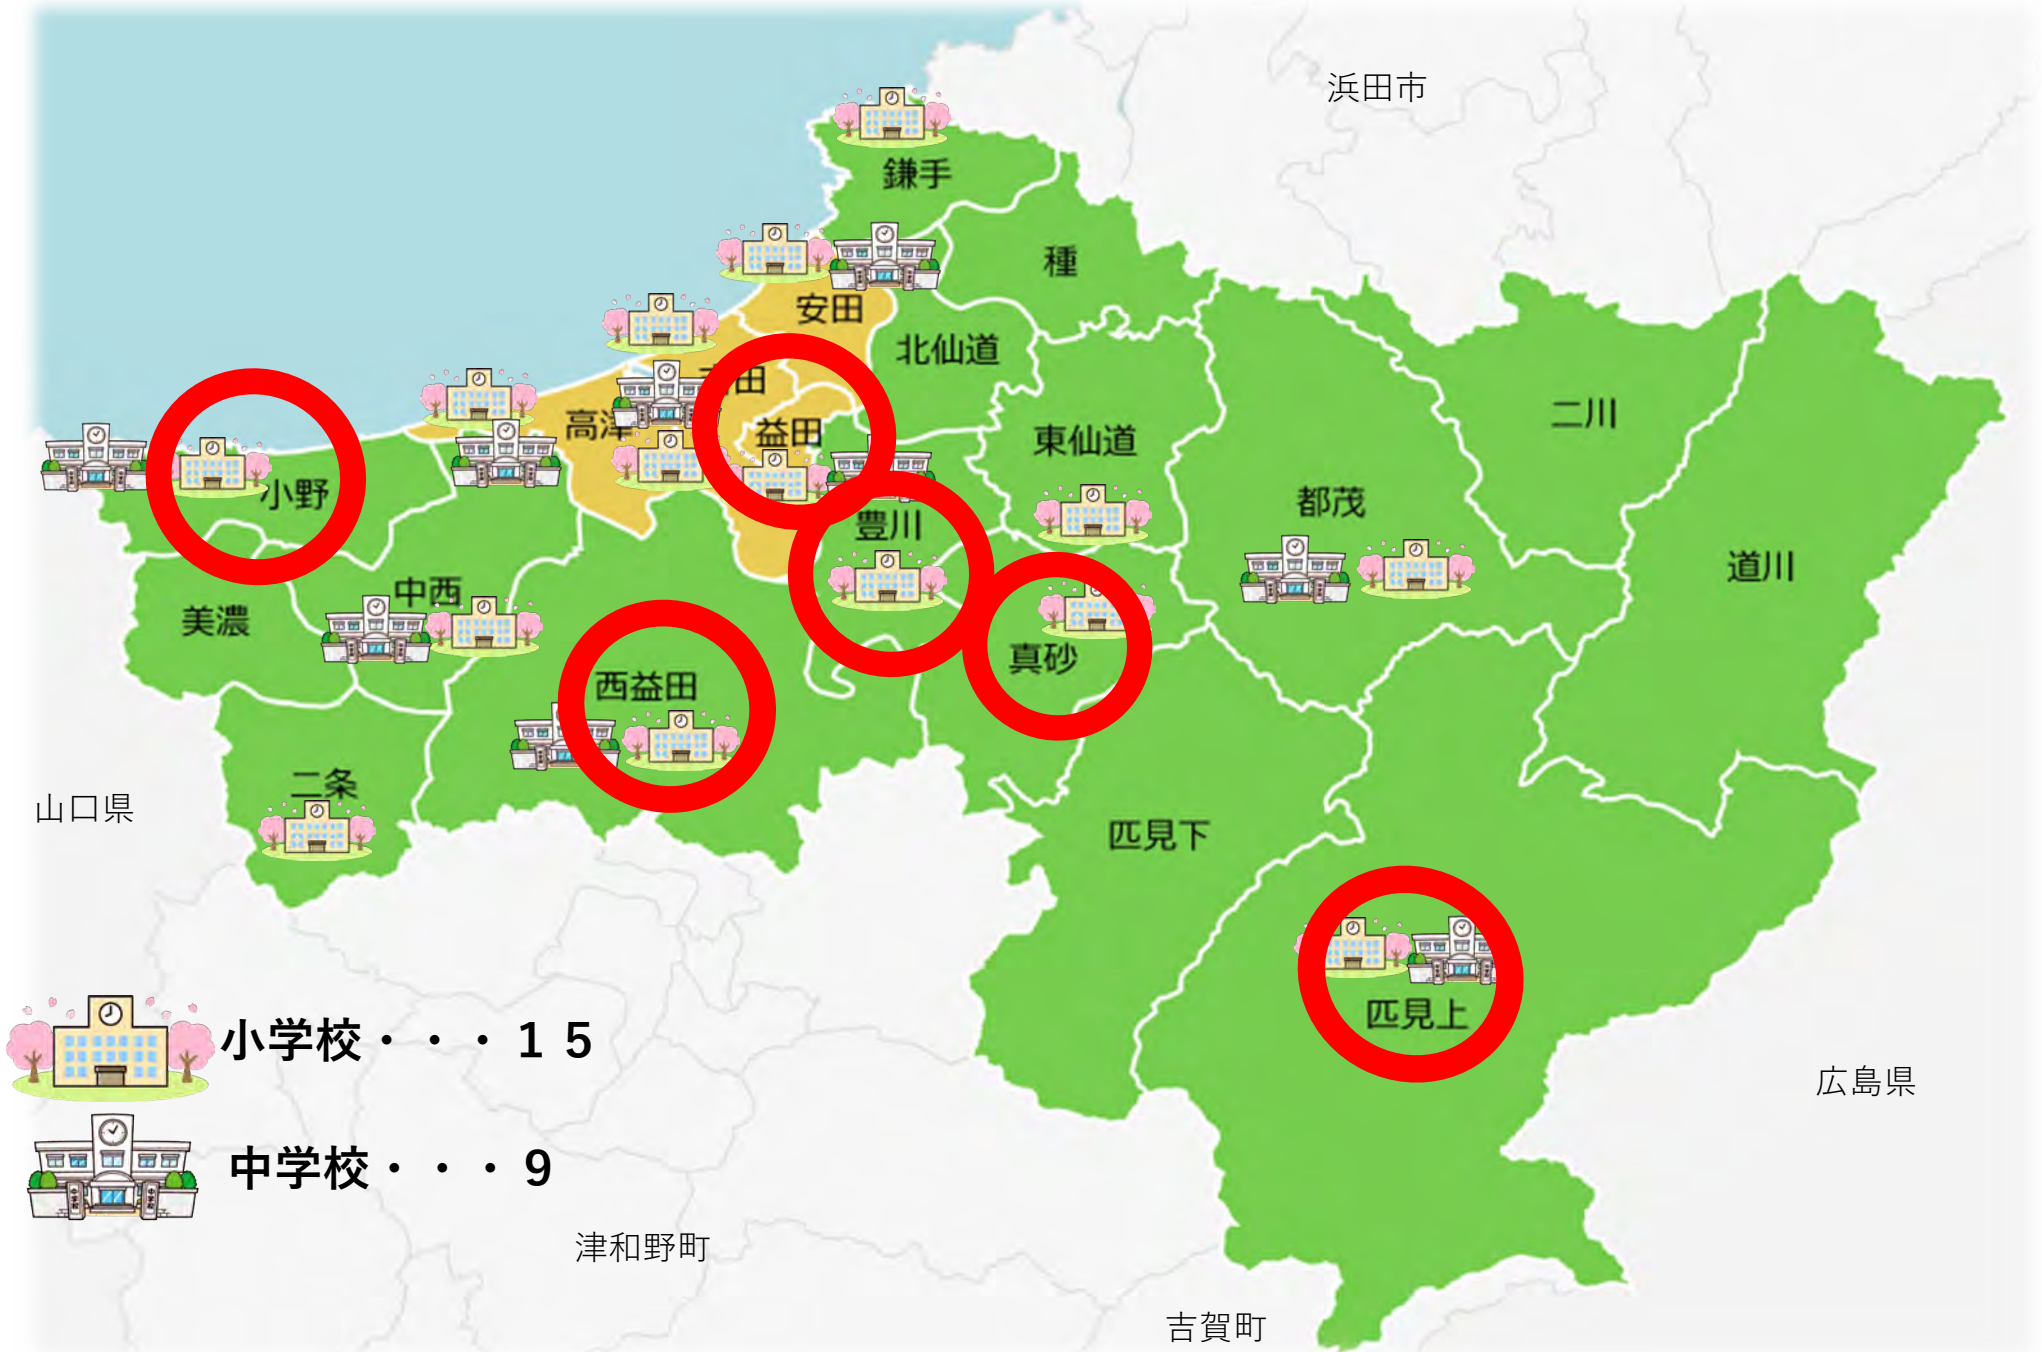 浜田市
鎌手
種
安田
北仙道
田
高津
益田
東仙道
二川
小野
豊川
都茂
道川
中西
美濃
真砂
西益田
二条
山口県
匹見下
匹見上
小学校・・・１５
広島県
中学校・・・９
津和野町
吉賀町